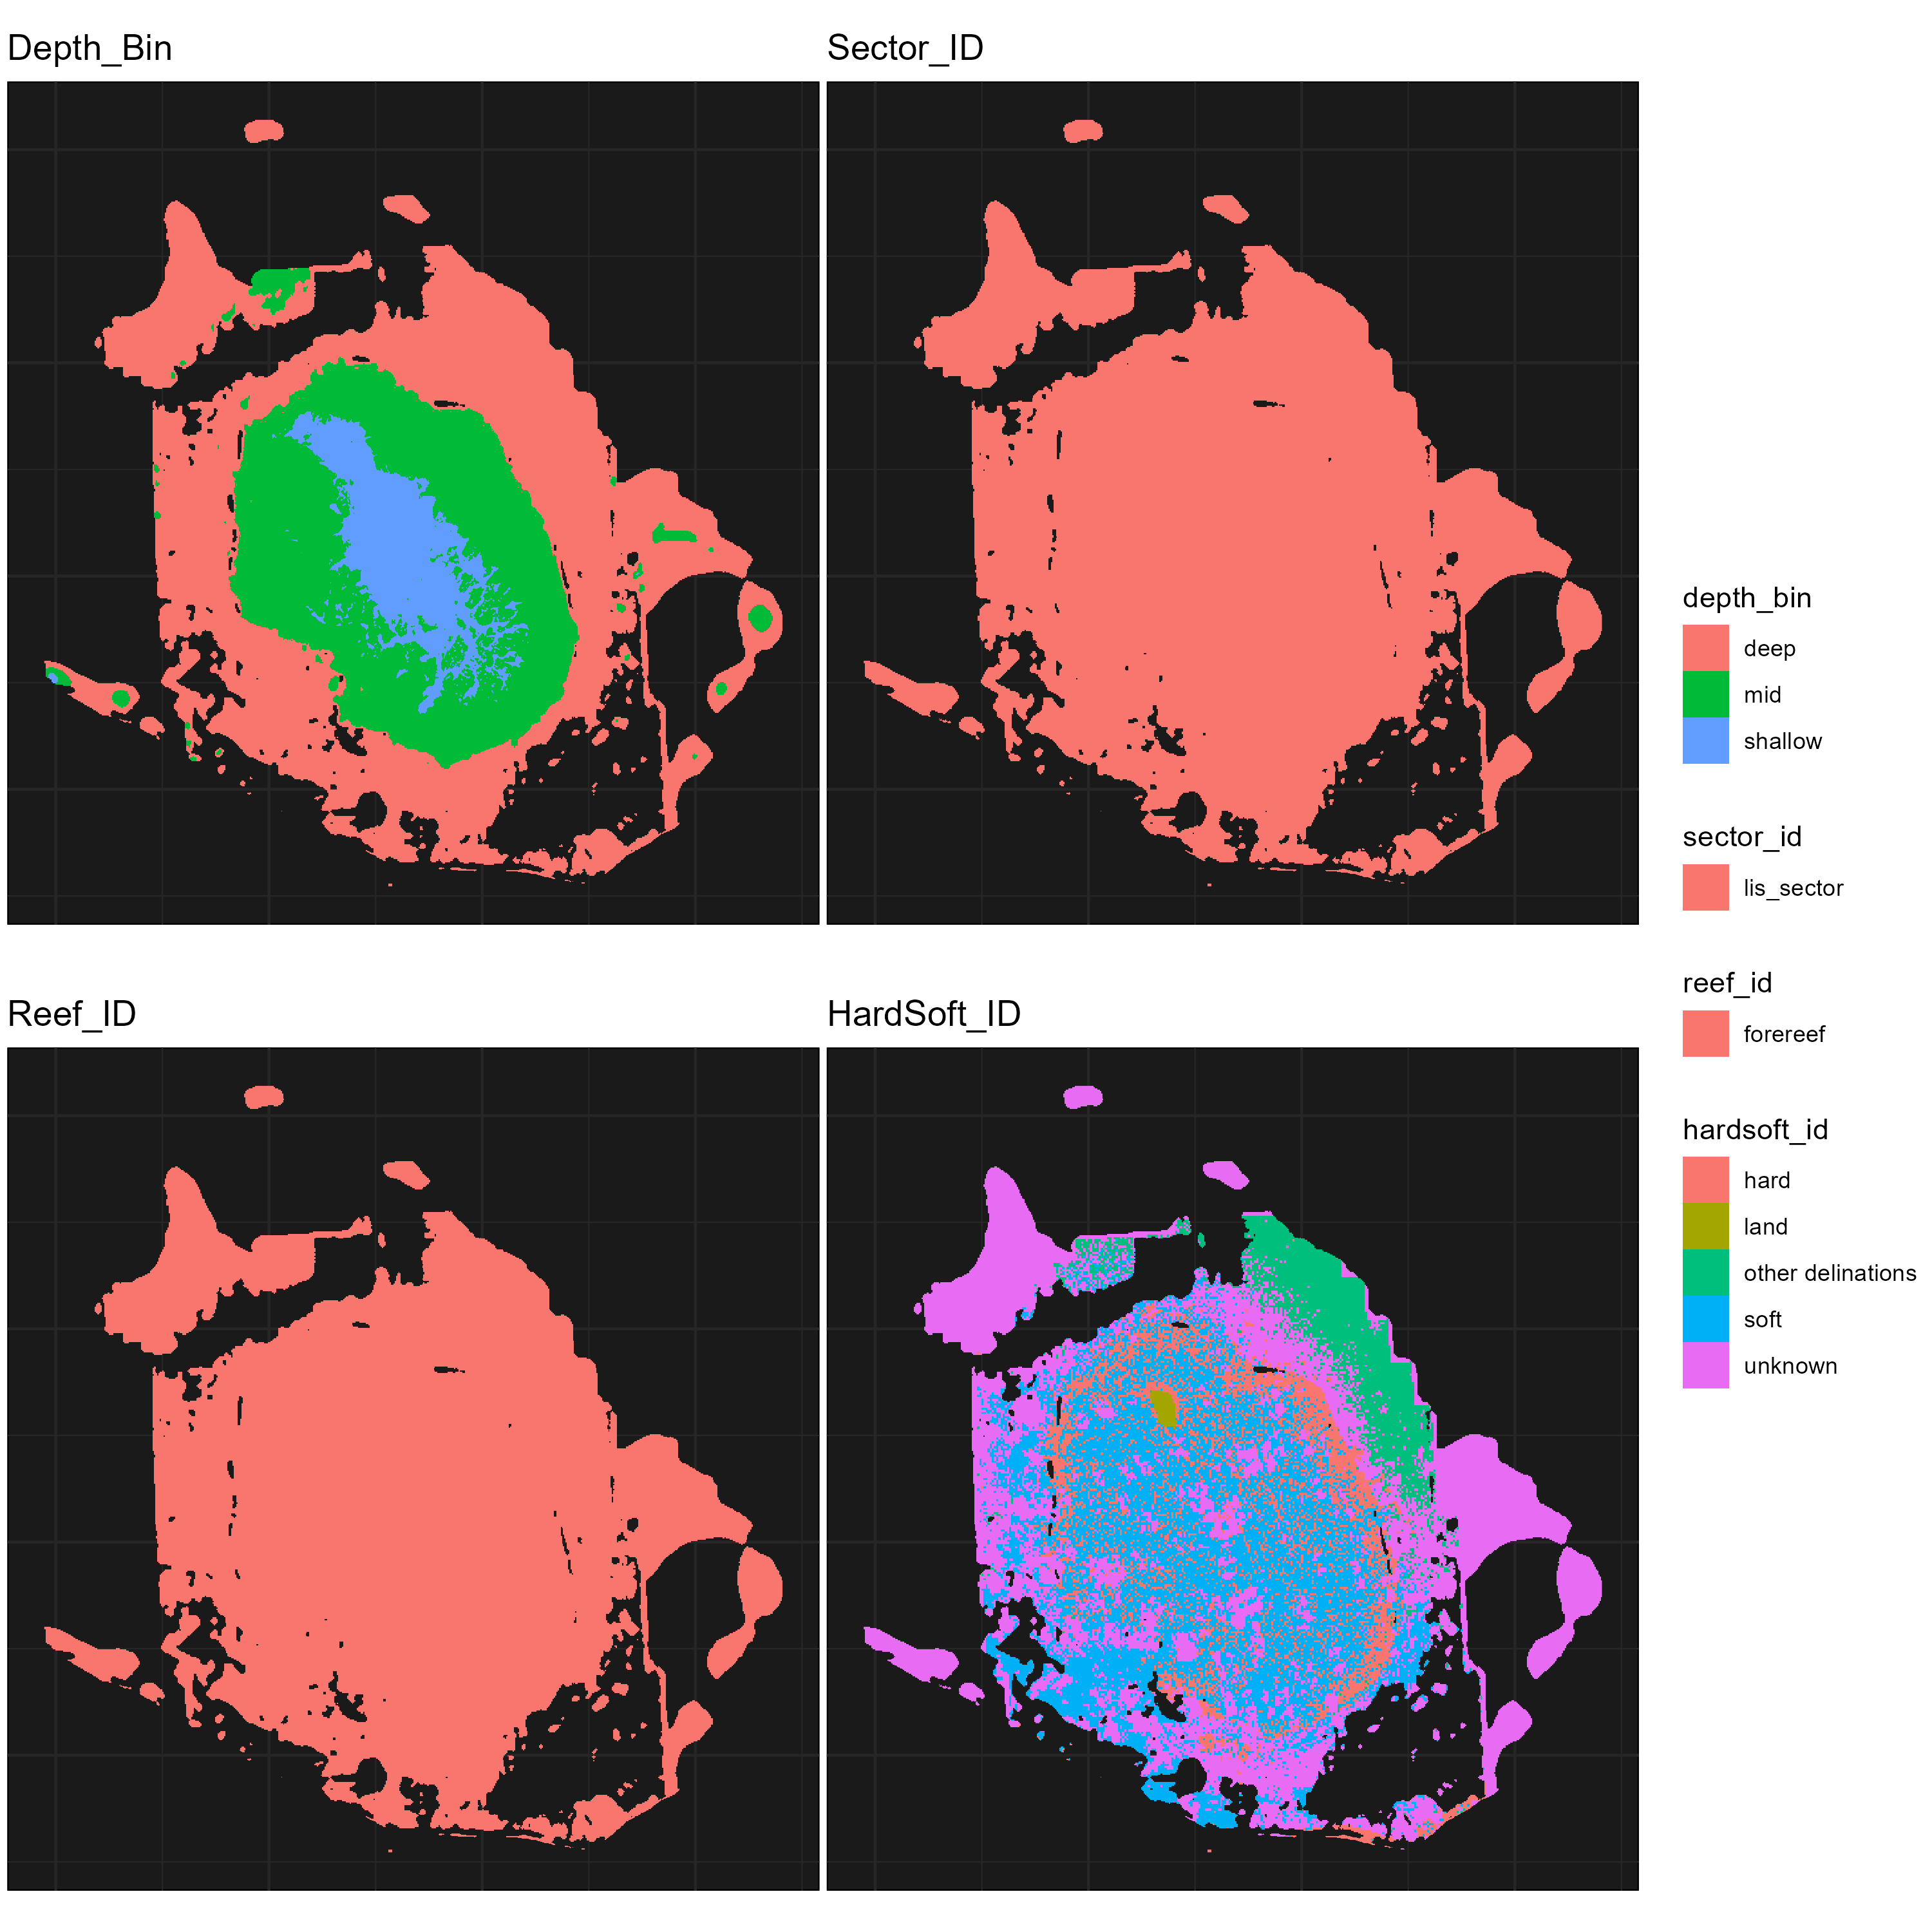 Depth_Bin
Sector_ID
depth_bin
deep
mid
shallow
sector_id
lis_sector
Reef_ID
HardSoft_ID
reef_id
forereef
hardsoft_id
hard
land
other delinations
soft
unknown